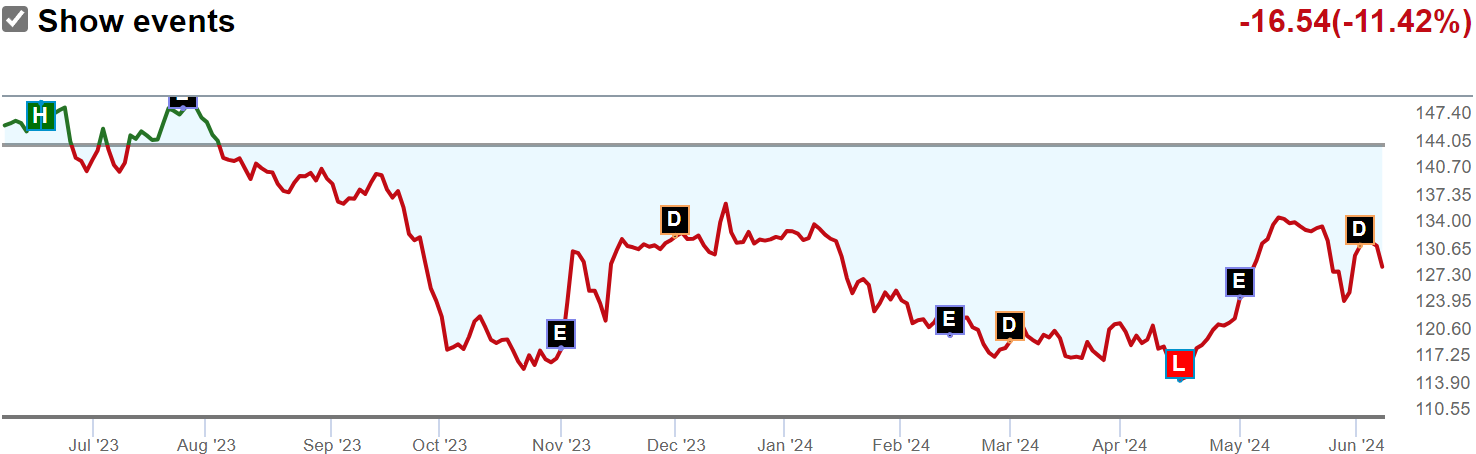 Show events
-16.54(-11.42%)
H
D
E
E
D
L
E
D
147.40
144.05
140.70
137.35
134.00
130.65
127.30
123.95
120.60
117.25
113.90
110.55
Jul '23
Aug '23
Sep '23
Oct '23
Nov '23
Dec '23
Jan '24
Feb '24
Mar '24
Apr '24
May '24
Jun '24